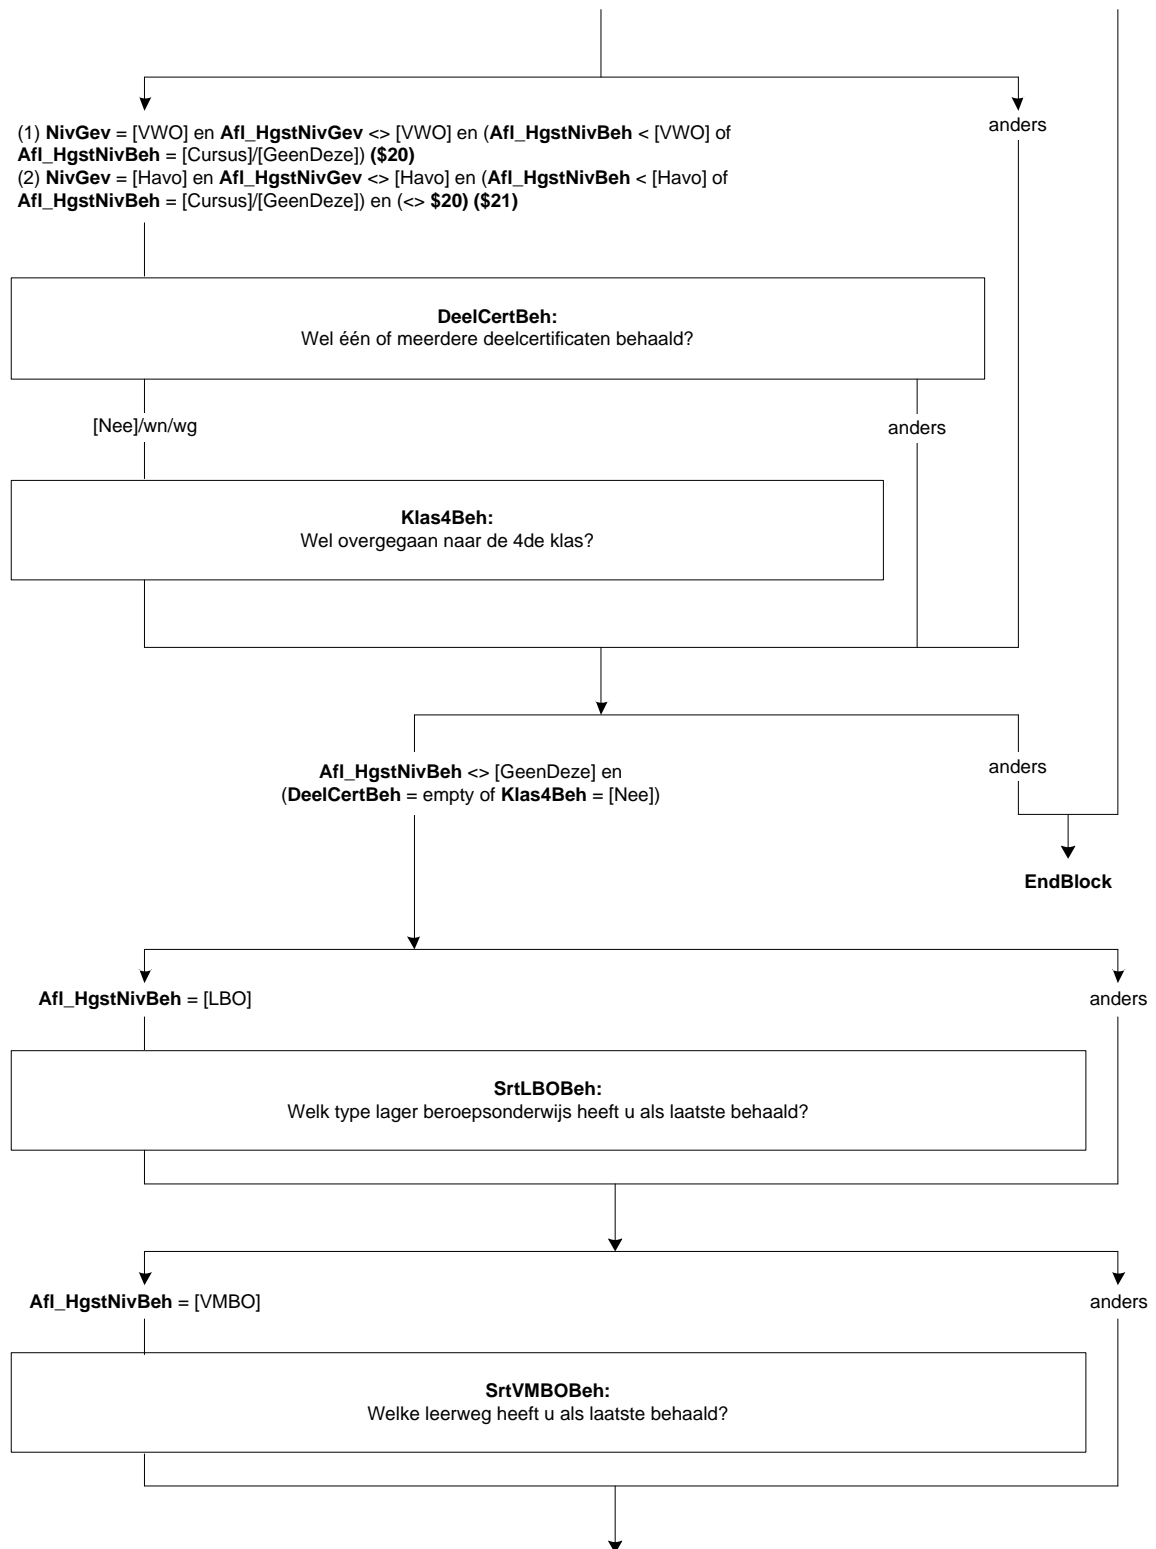 (1) NivGev = [VWO] en Afl_HgstNivGev <> [VWO] en (Afl_HgstNivBeh < [VWO] of
Afl_HgstNivBeh = [Cursus]/[GeenDeze]) ($20)
(2) NivGev = [Havo] en Afl_HgstNivGev <> [Havo] en (Afl_HgstNivBeh < [Havo] of
Afl_HgstNivBeh = [Cursus]/[GeenDeze]) en (<> $20) ($21)
anders
DeelCertBeh:
Wel één of meerdere deelcertificaten behaald?
[Nee]/wn/wg
anders
Klas4Beh:
Wel overgegaan naar de 4de klas?
Afl_HgstNivBeh <> [GeenDeze] en
(DeelCertBeh = empty of Klas4Beh = [Nee])
anders
EndBlock
Afl_HgstNivBeh = [LBO]
anders
SrtLBOBeh:
Welk type lager beroepsonderwijs heeft u als laatste behaald?
Afl_HgstNivBeh = [VMBO]
anders
SrtVMBOBeh:
Welke leerweg heeft u als laatste behaald?